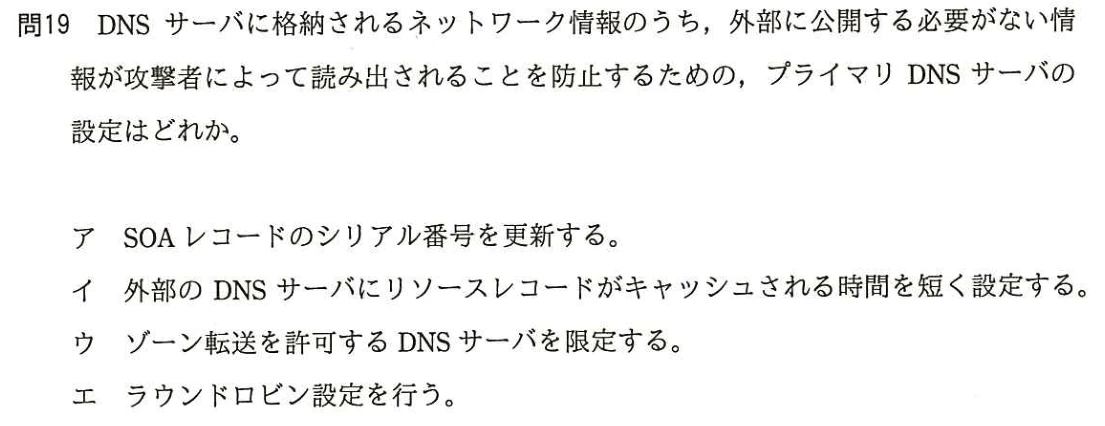 問19 DNS サーバに格納されるネットワーク情報のうち，外部に公開する必要がない情
報が攻撃者によって読み出されることを防止するための，プライマリ DNS サーバの
設定はどれか。
ア SOA レコードのシリアル番号を更新する。
イ 外部の DNS サーバにリソースレコードがキャッシュされる時間を短く設定する。
ウ ゾーン転送を許可する DNS サーバを限定する。
エ ラウンドロビン設定を行う。